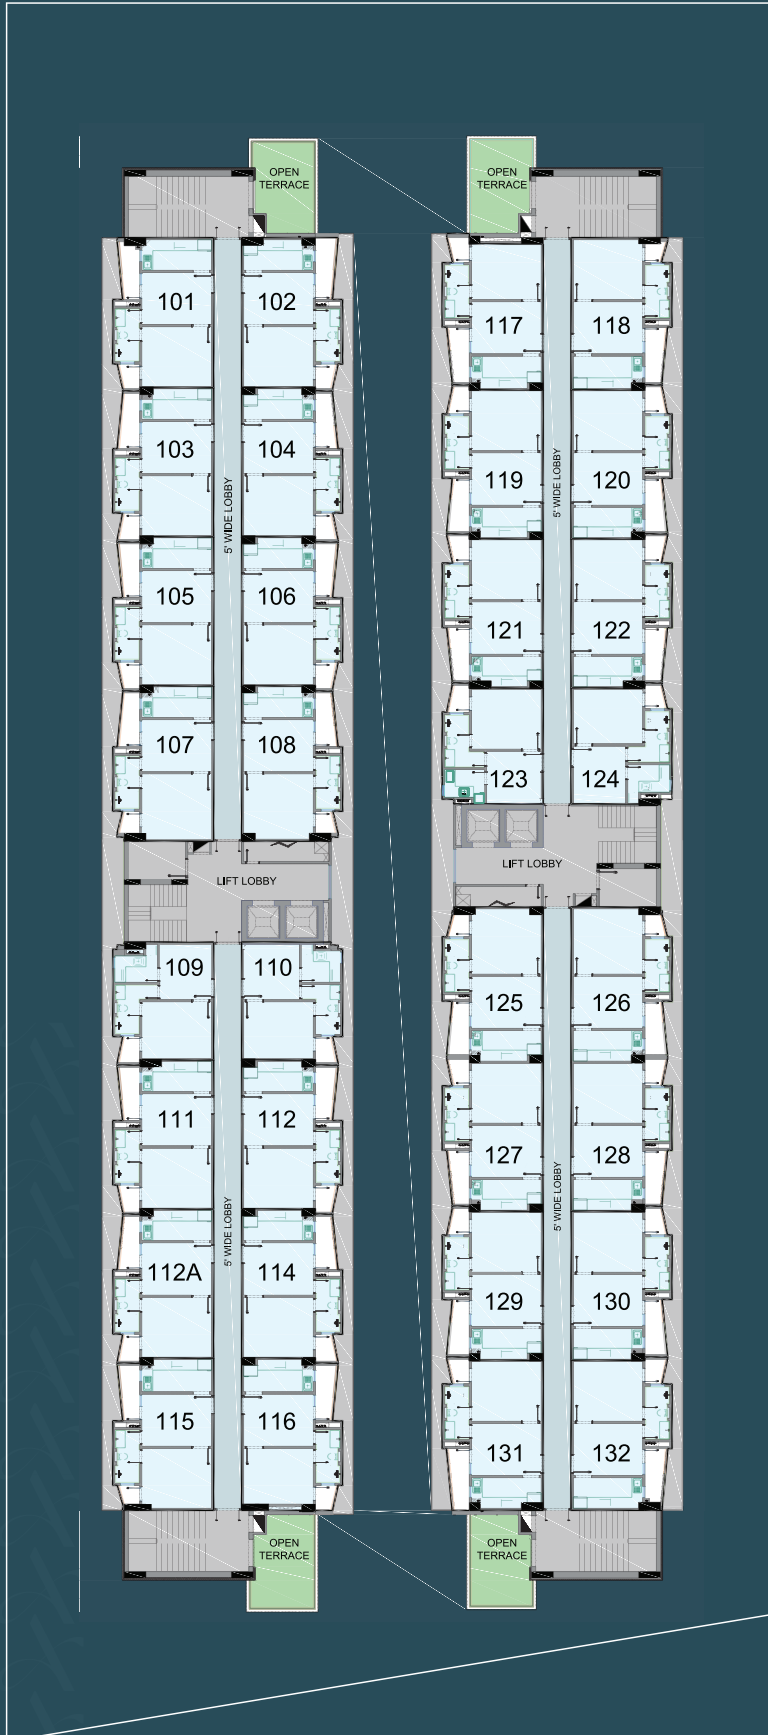 OPEN
TERRACE
OPEN
TERRACE
101
102
117
118
103
104
119
120
5' WIDE LOBBY
5' WIDE LOBBY
105
106
121
122
107
108
123
124
LIFT LOBBY
LIFT LOBBY
109
110
125
126
111
112
127
128
5' WIDE LOBBY
5' WIDE LOBBY
112A
114
129
130
115
116
131
132
OPEN
TERRACE
OPEN
TERRACE